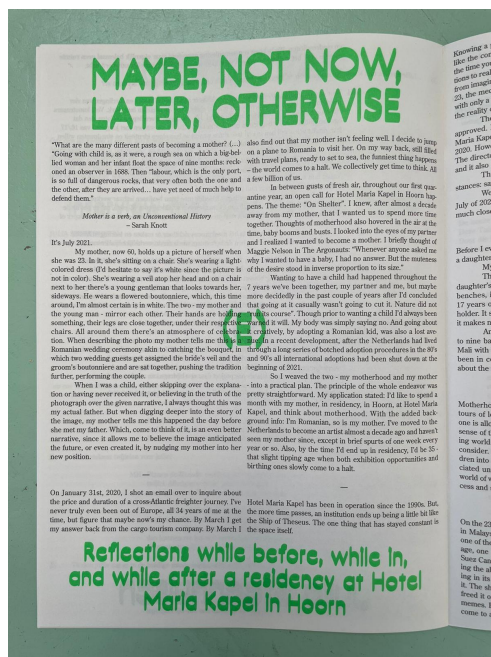 MAYBE, NOT NOW,
LATER, OTHERWISE
"What are the many different pasts of becoming a mother? (…)
"Going with child is, as it were, a rough sea on which a big-bel-
lied woman and her infant float the space of nine months: reck-
oned an observer in 1688. Then "labour, which is the only port,
is so full of dangerous rocks, that very often both the one and
the other, after they are arrived… have yet need of much help to
defend them."
Mother is a verb, an Unconventional History
– Sarah Knott
It's July 2021.
My mother, now 60, holds up a picture of herself when
she was 23. In it, she's sitting on a chair. She's wearing a light-
colored dress (I'd hesitate to say it's white since the picture is
not in color). She's wearing a veil atop her head and on a chair
next to her there's a young gentleman that looks towards her,
sideways. He wears a flowered boutonniere, which, this time
around, I'm almost certain is in white. The two - my mother and
the young man - mirror each other. Their hands are
something, their legs are close together, under their
chairs. All around them there's an atmosphere of
tion. When describing the photo my mother tells me
Romanian wedding ceremony skin to catching the bouquet, in
which two wedding guests get assigned the bride's veil and the
groom's boutonniere and are sat together, pushing the tradition
further, performing the couple.
When I was a child, either skipping over the explana-
tion or having never received it, or believing in the truth of the
photograph over the given narrative, I always thought this was
my actual father. But when digging deeper into the story of
the image, my mother tells me this happened the day before
she met my father. Which, come to think of it, is an even better
narrative, since it allows me to believe the image anticipated
the future, or even created it, by nudging my mother into her
new position.
—
On January 31st, 2020, I shot an email over to inquire about
the price and duration of a cross-Atlantic freighter journey. I've
never truly even been out of Europe, all 34 years of me at the
time, but figure that maybe now's my chance. By March I get
my answer back from the cargo tourism company. By March I
also find out that my mother isn't feeling well. I decide to jump
on a plane to Romania to visit her. On my way back, still filled
with travel plans, ready to set sea, the funniest thing happens
– the world comes to a halt. We collectively get time to think. All
a few billion of us.
In between gusts of fresh air, throughout our first quar-
antine year, an open call for Hotel Maria Kapel in Hoorn hap-
pens. The theme: "On Shelter". I knew, after almost a decade
away from my mother, that I wanted us to spend more time
together. Thoughts of motherhood also hovered in the air at the
time, baby booms and busts. I looked into the eyes of my partner
and I realized I wanted to become a mother. I briefly thought of
Maggie Nelson in The Argonauts: "Whenever anyone asked me
why I wanted to have a baby, I had no answer. But the muteness
of the desire stood in inverse proportion to its size."
Wanting to have a child had happened throughout the
7 years we've been together, my partner and me, but maybe
more decidedly in the past couple of years after I'd concluded
that going at it casually wasn't going to cut it. Nature did not
its course". Though prior to wanting a child I'd always been
it. My body was simply saying no. And going about
creatively, by adopting a Romanian kid, was also a lost
In a recent development, after the Netherlands had lived
through a long series of botched adoption procedures in the 80's
and 90's all international adoptions had been shut down at the
beginning of 2021.
So I weaved the two - my motherhood and my mother
- into a practical plan. The principle of the whole endeavour was
pretty straightforward. My application stated: I'd like to spend a
month with my mother, in residency, in Hoorn, at Hotel Maria
Kapel, and think about motherhood. With the added back-
ground info: I'm Romanian, so is my mother. I've moved to the
Netherlands to become an artist almost a decade ago and haven't
seen my mother since, except in brief spurts of one week every
year or so. Also, by the time I'd end up in residency, I'd be 35 -
that slipping age when both exhibition opportunities and
birthing ones slowly come to a halt.
—
Hotel Maria Kapel has been in operation since the 1990s. But,
the more time passes, an institution ends up being a little bit like
the Ship of Theseus. The one thing that has stayed constant is
the space itself.
Reflections while before, while in,
and while after a residency at Hotel
Maria Kapel in Hoorn